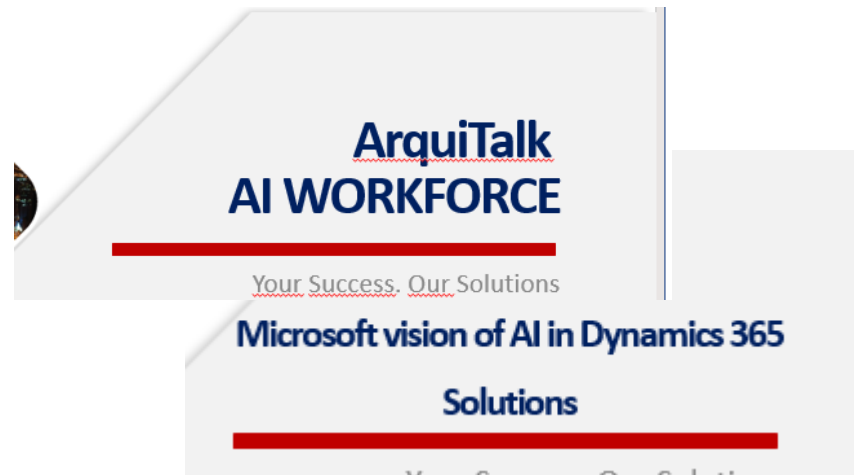 ArquiTalk
AI WORKFORCE
Your Success. Our Solutions
Microsoft vision of AI in Dynamics 365
Solutions